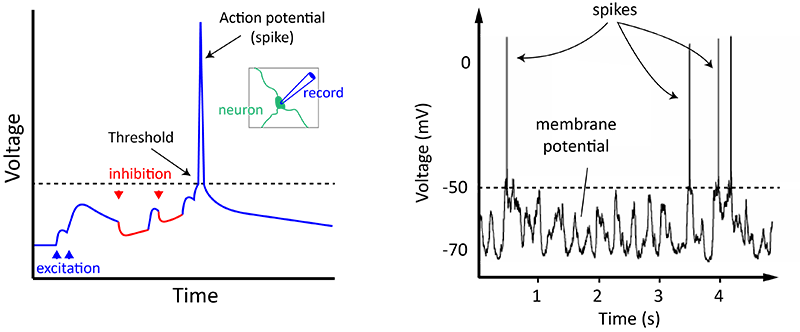 Action potential
(spike)
record
neuron
Threshold
inhibition
Voltage
excitation
Time
spikes
0
membrane
potential
Voltage (mV)
-50
-70
1 2 3 4
Time (s)